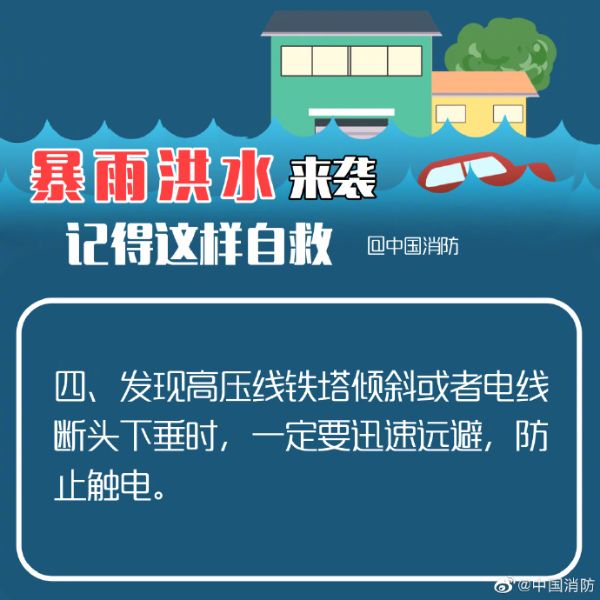 暴雨洪水来袭
记得这样自救 @中国消防
四、发现高压线铁塔倾斜或者电线
断头下垂时，一定要迅速远避，防
止触电。
@中国消防